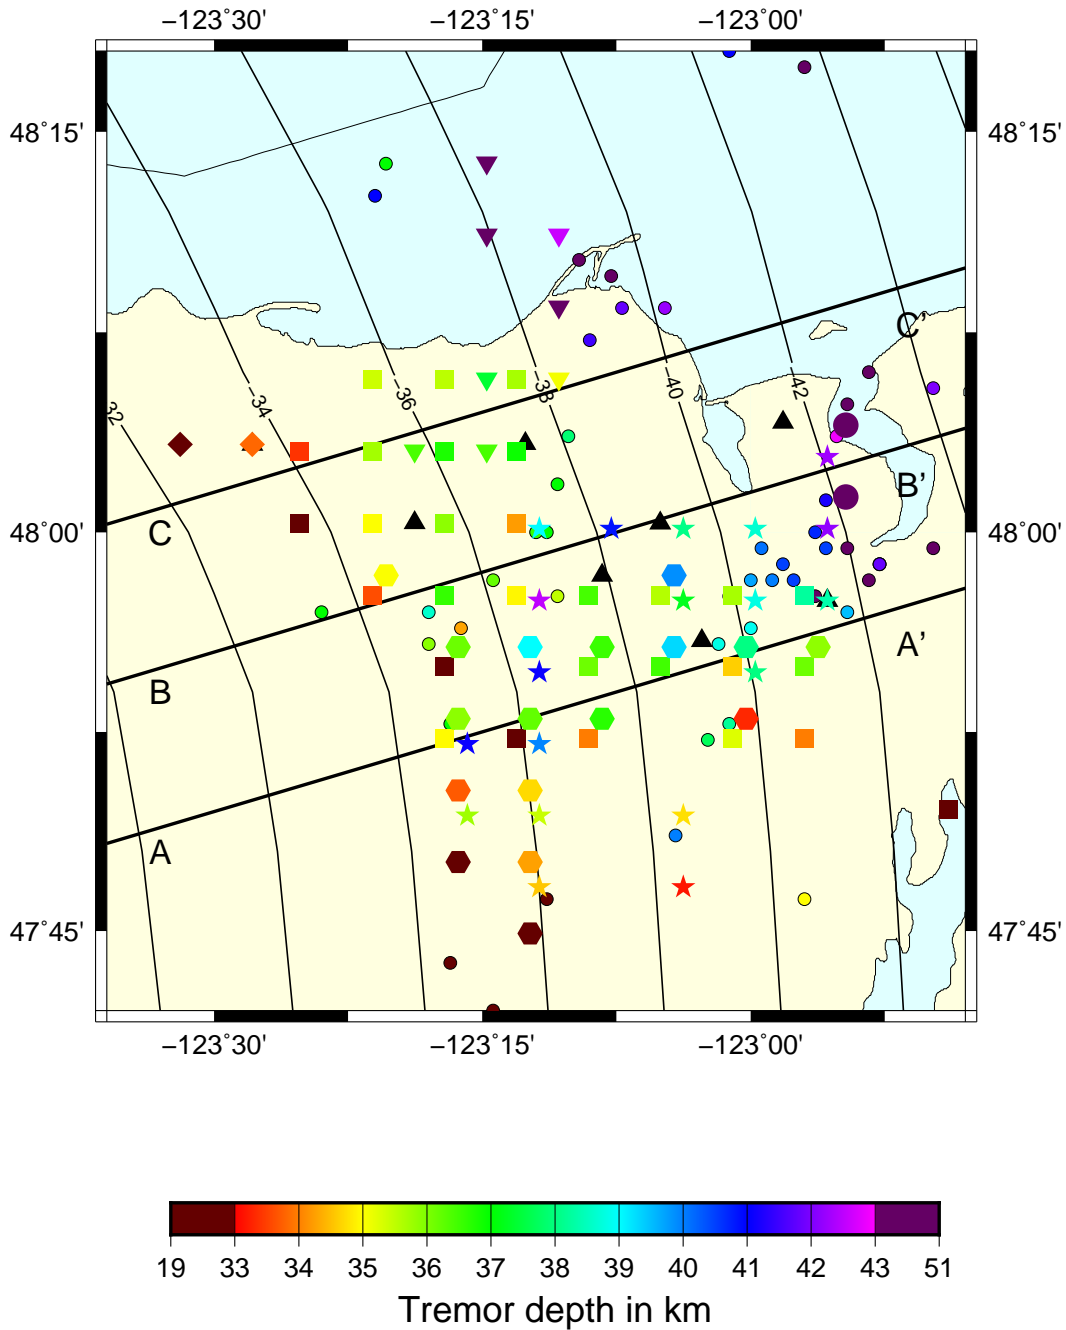 −123˚30' −123˚15' −123˚00'
48˚15' 48˚15'
C'
−32 −34 −36 −38 −40 −42
B'
C
48˚00' 48˚00'
A'
B
A
47˚45' 47˚45'
−123˚30' −123˚15' −123˚00'
19 33 34 35 36 37 38 39 40 41 42 43 51
Tremor depth in km